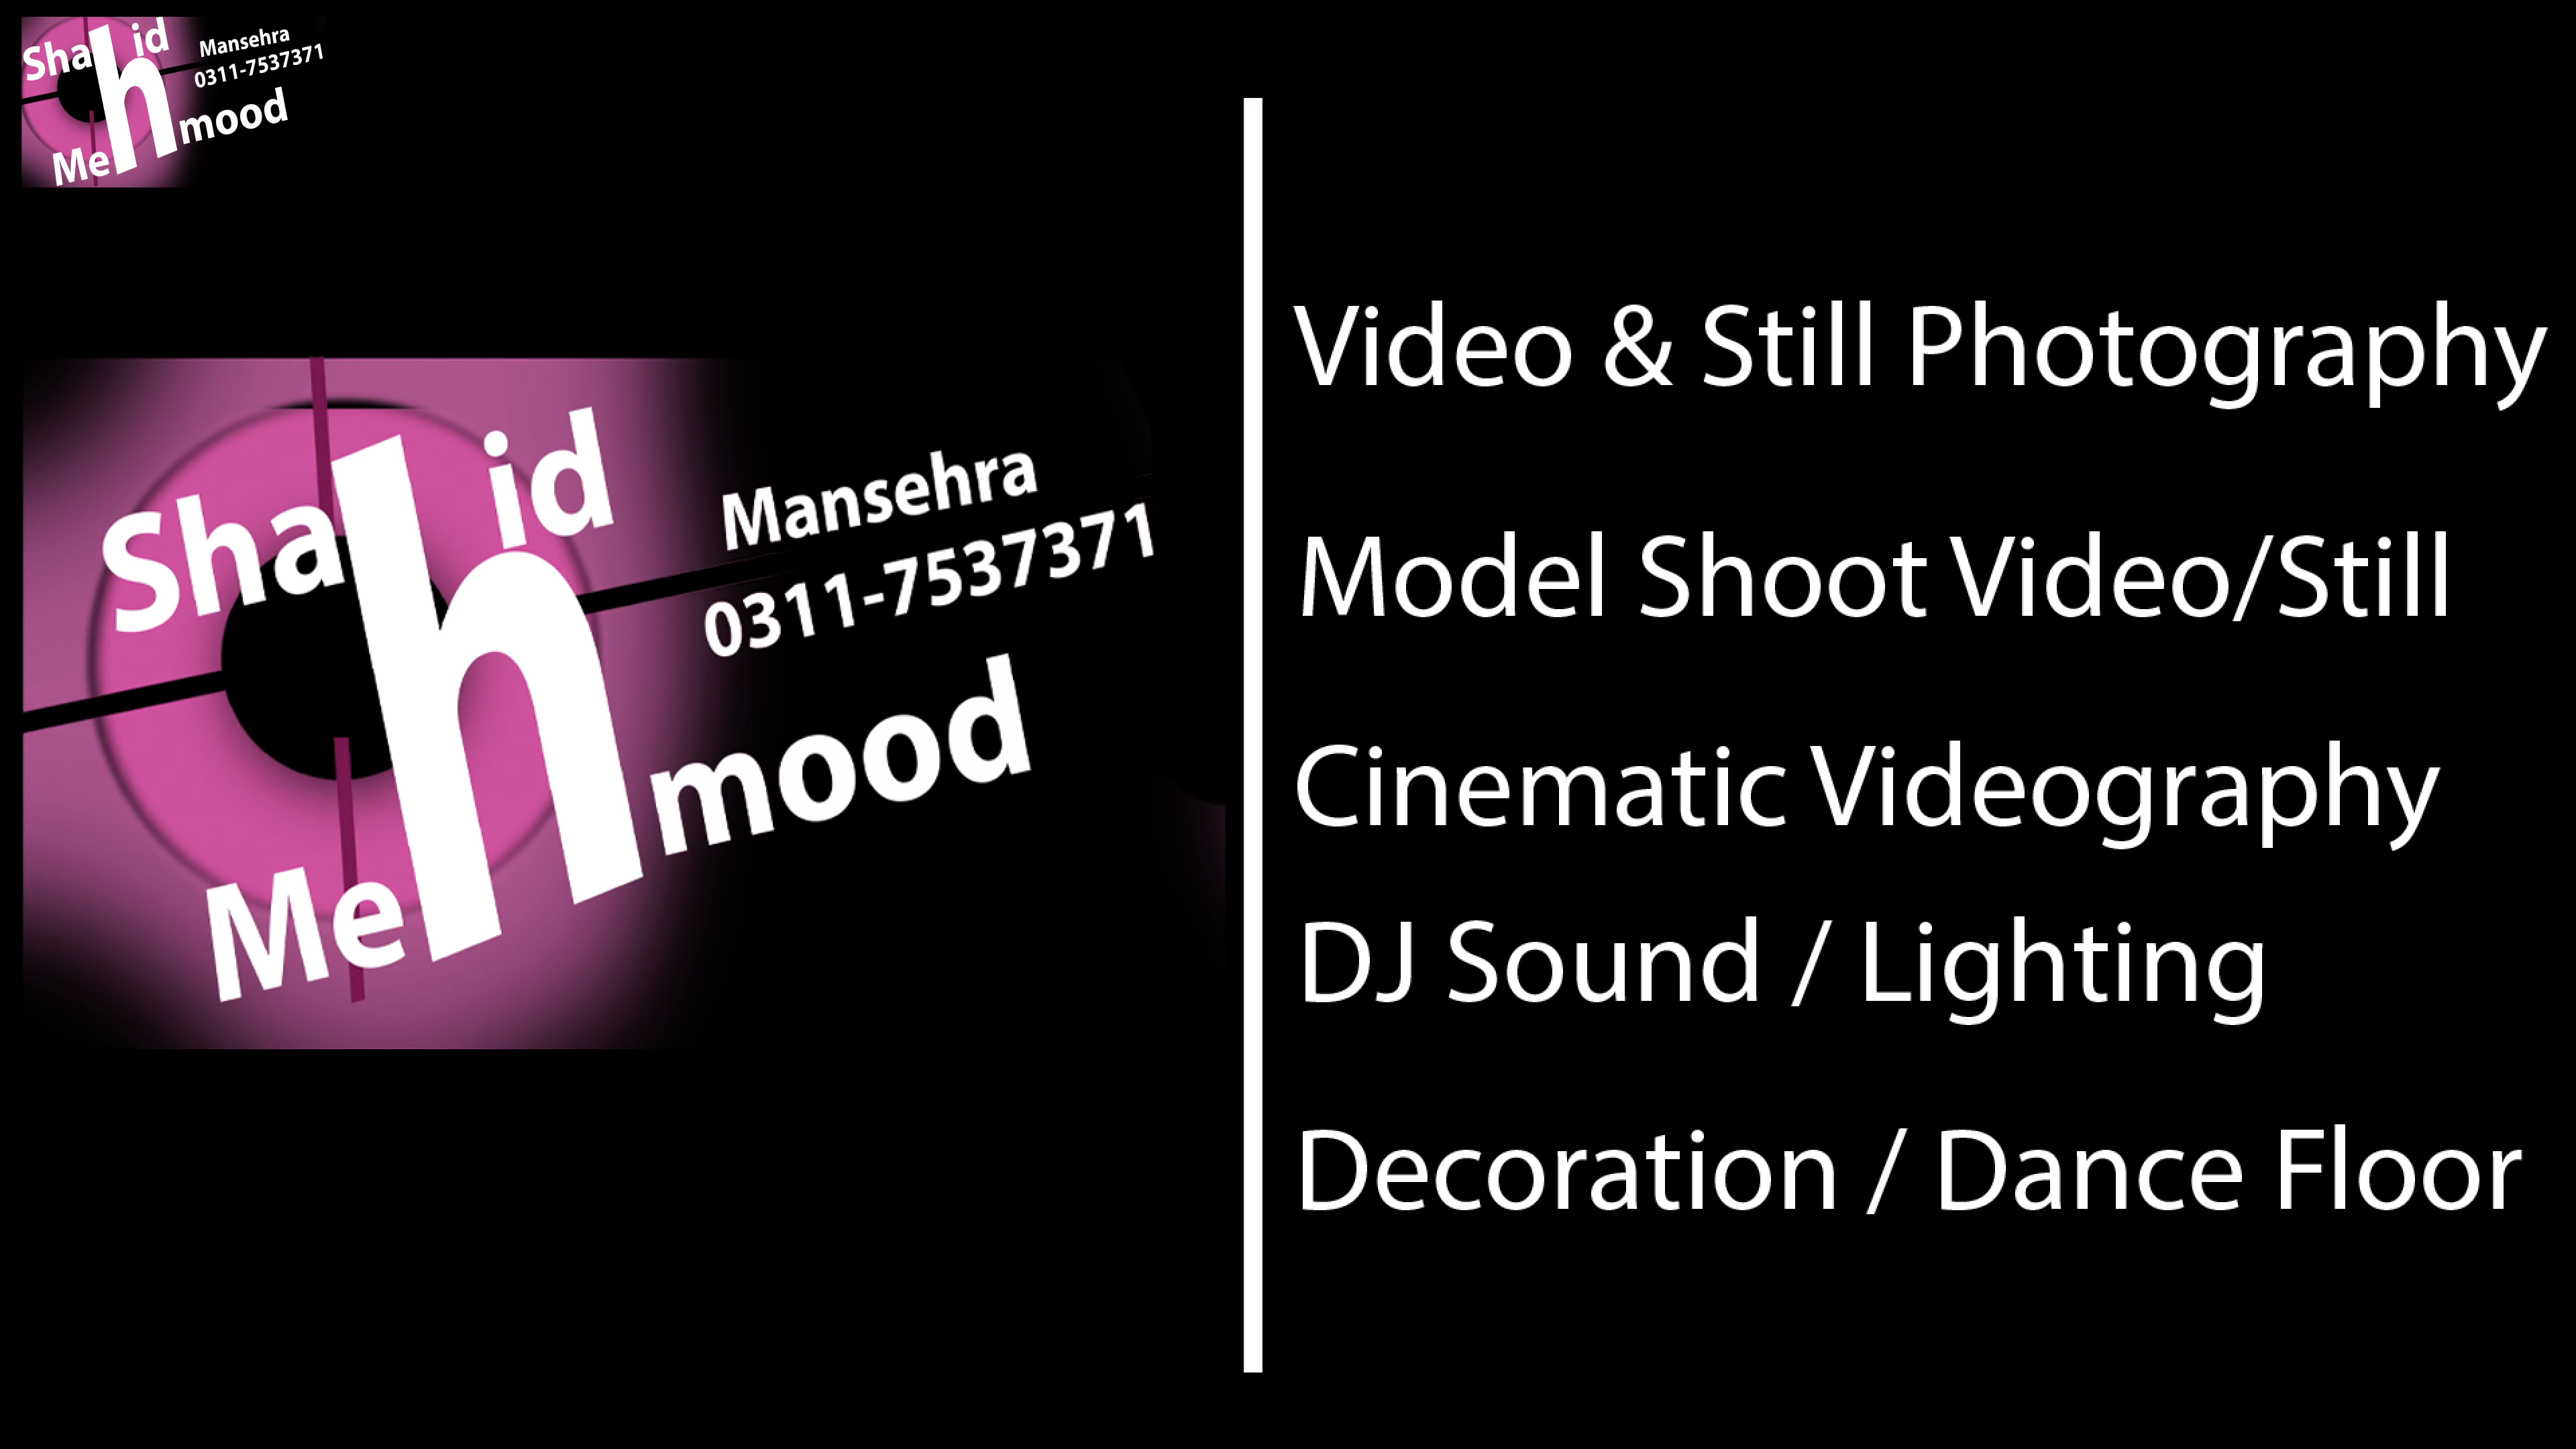 Shahid
Mansehra
0311-7537371
Mehmood
Shahid
Mansehra
0311-7537371
Mehmood
Video & Still Photography
Model Shoot Video/Still
Cinematic Videography
DJ Sound / Lighting
Decoration / Dance Floor